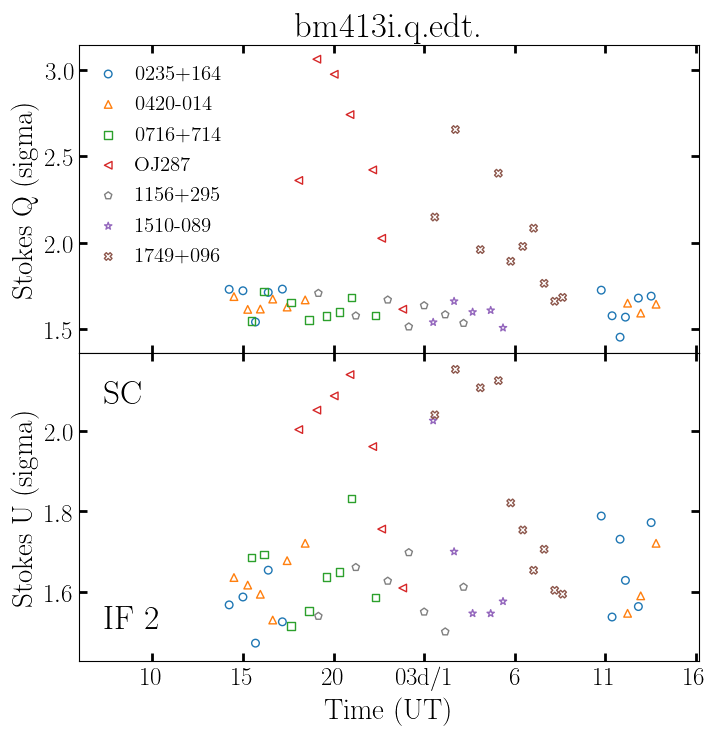 bm413i.q.edt.
Stokes Q (sigma)
3.0
2.5
2.0
1.5
0235+164
0420-014
0716+714
OJ287
1156+295
1510-089
1749+096
Stokes U (sigma)
2.0
1.8
1.6
SC
IF 2
10 15 20 03d/1 6 11 16
Time (UT)